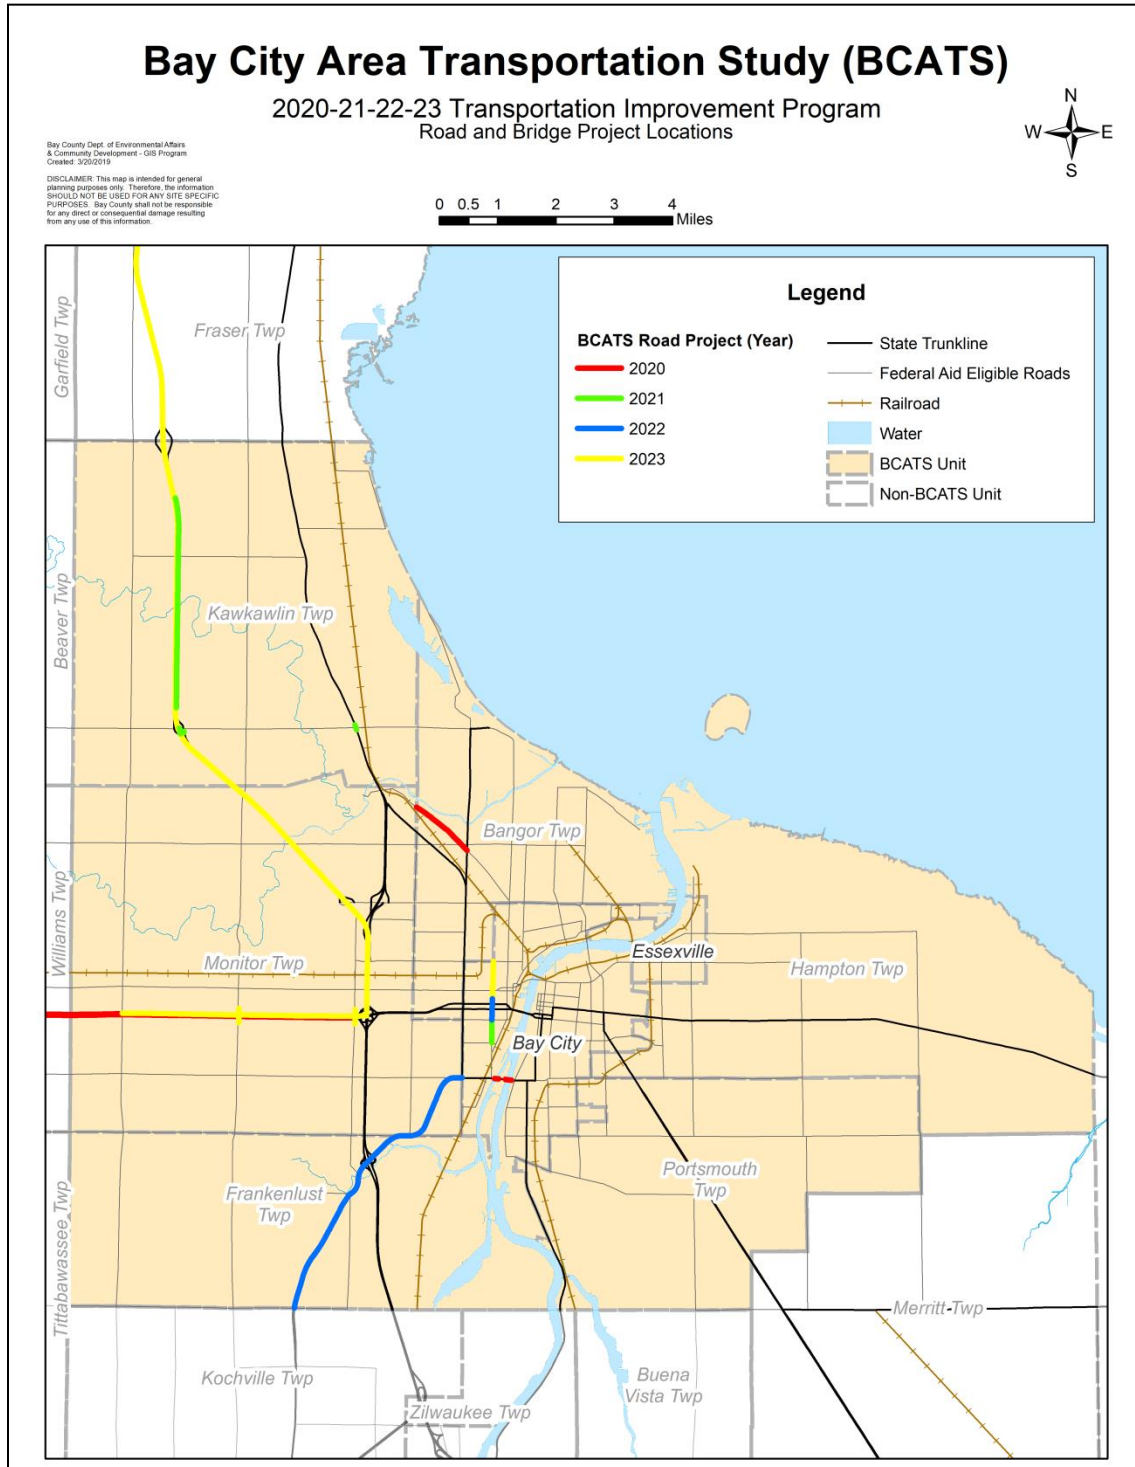 Bay City Area Transportation Study (BCATS)
2020-21-22-23 Transportation Improvement Program
Road and Bridge Project Locations
N
W
E
S
Bay County Dept. of Environmental Affairs
& Community Development - GIS Program
Created: 3/20/2019
DISCLAIMER: This map is intended for general
planning purposes only. Therefore, the information
SHOULD NOT BE USED FOR ANY SITE SPECIFIC
PURPOSES. Bay County shall not be responsible
for any direct or consequential damage resulting
from any use of this information.
0 0.5 1 2 3 4
Miles
Legend
BCATS Road Project (Year)
2020
2021
2022
2023
State Trunkline
Federal Aid Eligible Roads
Railroad
Water
BCATS Unit
Non-BCATS Unit
Garfield Twp
Fraser Twp
Beaver Twp
Kawkawlin Twp
Bangor Twp
Williams Twp
Monitor Twp
Essexville
Hampton Twp
Bay City
Portsmouth
Twp
Frankenlust
Twp
Tittabawassee Twp
Merritt Twp
Kochville Twp
Buena
Vista Twp
Zilwaukee Twp